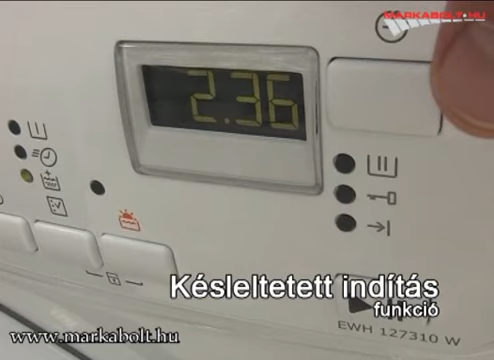 MARKABOLT.HU
2.36
Késleltetett indítás
funkció
EWH 127310 W
www.markabolt.hu